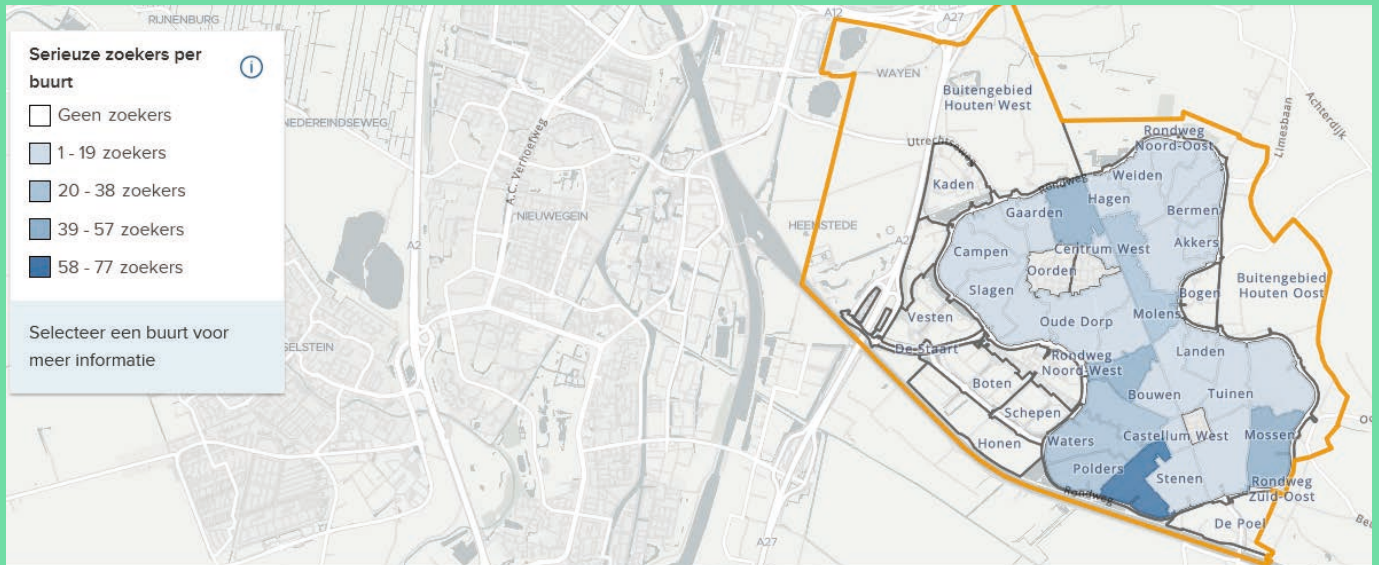 Serieuze zoekers per
buurt
Geen zoekers
1 - 19 zoekers
20 - 38 zoekers
39 - 57 zoekers
58 - 77 zoekers
Selecteer een buurt voor
meer informatie
RIJNENBURG
NEDEREINDSEWEG
A.C. Verhoefweg
A2
NIEUWEGEIN
SELSTEIN
A12
A27
WAYEN
Buitengebied
Houten West
Utrechtseweg
Kaden
HEEMSTEDE
A2
Limesbaan
Achterdijk
Rondweg
Noord-Oost
Rondweg
Weiden
Hagen
Gaarden
Bermen
Campen
Centrum West
Akkers
Oorden
Slagen
Bogen
Buitengebied
Houten Oost
Vesten
Oude Dorp
Molens
De Staart
Rondweg
Noord-West
Landen
Boten
Bouwen
Tuinen
Schepen
Honen
Waters
Castellum West
Mossen
Polders
Stenen
Rondweg
Rondweg
Zuid-Oost
De Poel
A27